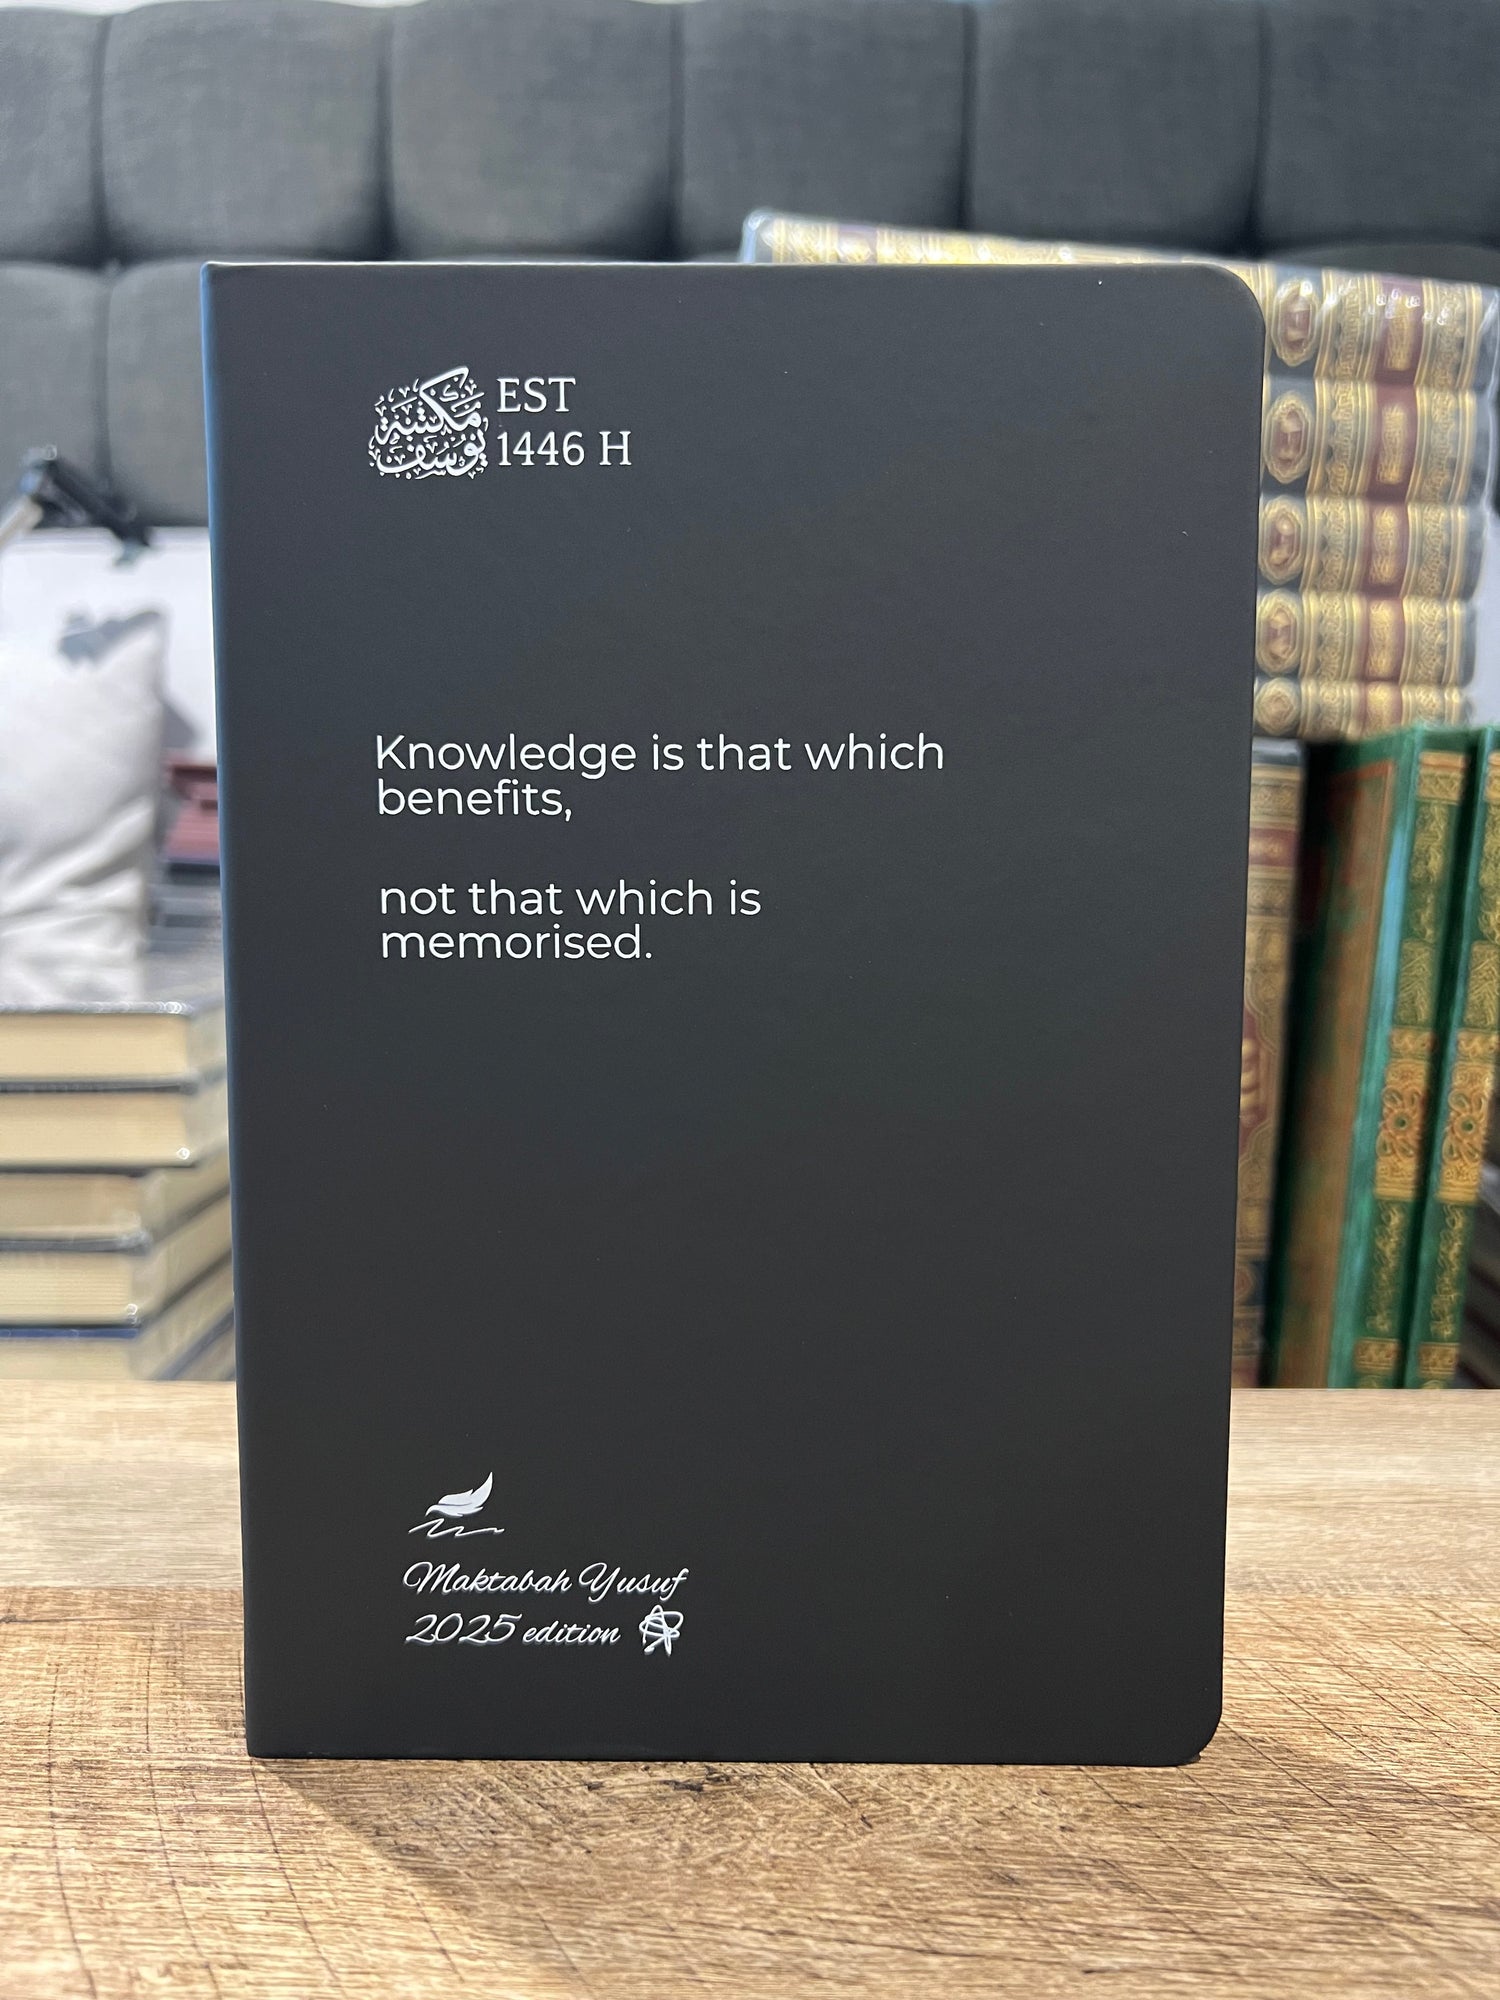 مكتبة
يوسف
EST
1446 H
Knowledge is that which
benefits,
not that which is
memorised.
Maktabah Yusuf
2025 edition